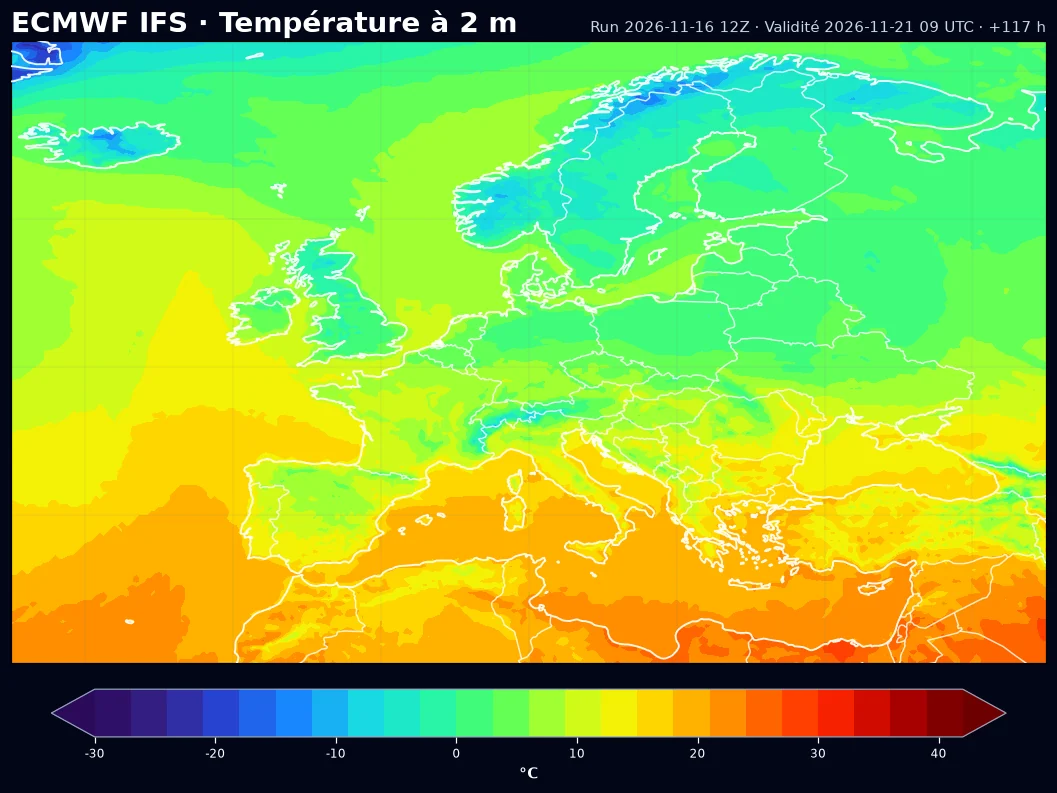 ECMWF IFS · Température à 2 m
Run 2026-11-16 12Z · Validité 2026-11-21 09 UTC · +117 h
-30 -20 -10 0 10 20 30 40
°C